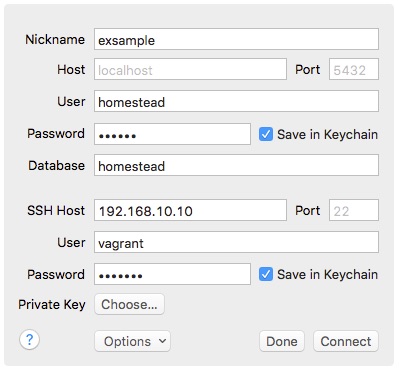 Nickname exsample
Host localhost Port 5432
User homestead
Password •••••• Save in Keychain
Database homestead
SSH Host 192.168.10.10 Port 22
User vagrant
Password ••••••• Save in Keychain
Private Key Choose...
? Options Done Connect